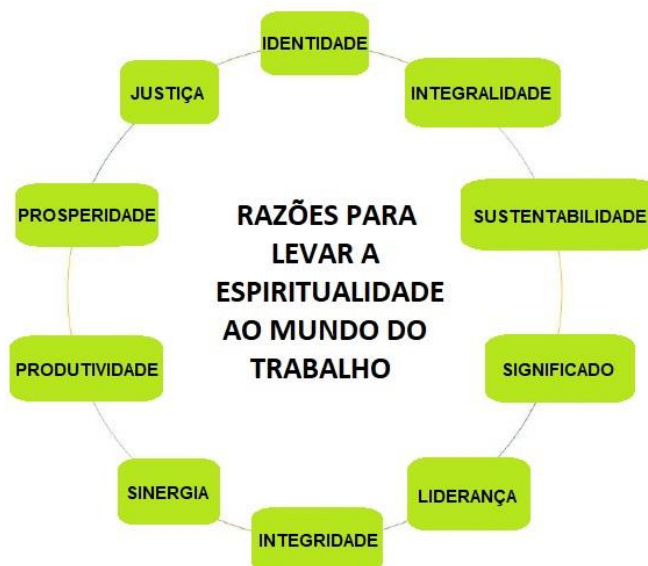 IDENTIDADE
INTEGRALIDADE
SUSTENTABILIDADE
SIGNIFICADO
LIDERANÇA
INTEGRIDADE
SINERGIA
PRODUTIVIDADE
PROSPERIDADE
JUSTIÇA
RAZÕES PARA
LEVAR A
ESPIRITUALIDADE
AO MUNDO DO
TRABALHO